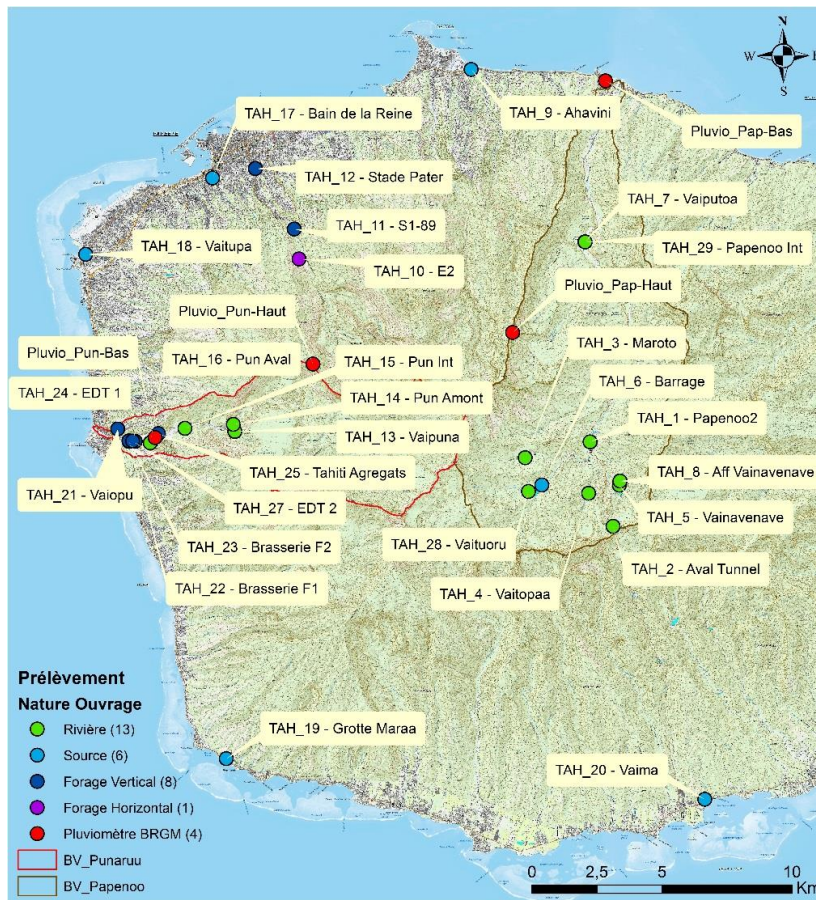 N
W
E
S
TAH_17 - Bain de la Reine
TAH_9 - Ahavini
Pluvio_Pap-Bas
TAH_12 - Stade Pater
TAH_7 - Vaiputoa
TAH_11 - S1-89
TAH_18 - Vaitupa
TAH_29 - Papenoo Int
TAH_10 - E2
Pluvio_Pap-Haut
Pluvio_Pun-Haut
TAH_3 - Maroto
Pluvio_Pun-Bas
TAH_16 - Pun Aval
TAH_15 - Pun Int
TAH_6 - Barrage
TAH_24 - EDT 1
TAH_14 - Pun Amont
TAH_1 - Papenoo2
TAH_13 - Vaipuna
TAH_25 - Tahiti Agregats
TAH_8 - Aff Vainavenave
TAH_21 - Vaiopu
TAH_27 - EDT 2
TAH_5 - Vainavenave
TAH_23 - Brasserie F2
TAH_28 - Vaituoru
TAH_2 - Aval Tunnel
TAH_22 - Brasserie F1
TAH_4 - Vaitopaa
Prélèvement
Nature Ouvrage
Rivière (13)
Source (6)
Forage Vertical (8)
Forage Horizontal (1)
Pluviomètre BRGM (4)
BV_Punaruu
BV_Papenoo
TAH_19 - Grotte Maraa
TAH_20 - Vaima
0 2,5 5 10
Km